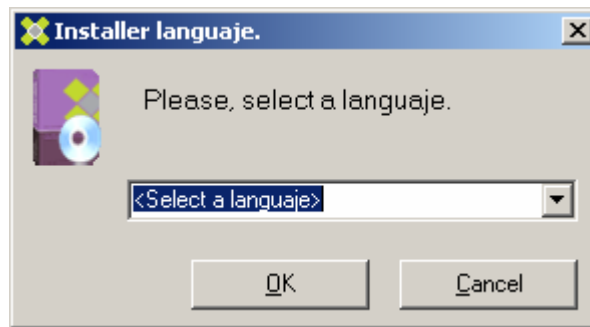 Installer languaje.
Please, select a languaje.
<Select a languaje>
OK
Cancel